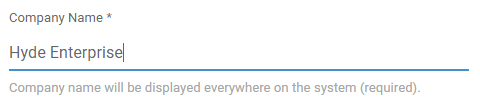 Company Name *
Hyde Enterprise
Company name will be displayed everywhere on the system (required).